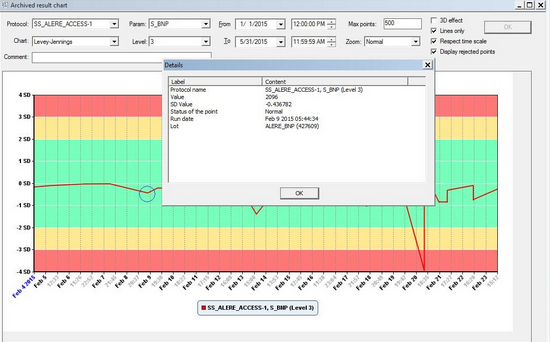 Archived result chart
Protocol: SS_ALERE_ACCESS-1 Param: S_BNP From 1/ 1/2015 12:00:00 PM Max points: 500 3D effect OK
Lines only
Chart: Levey-Jennings Level: 3 To 5/31/2015 11:59:59 AM Zoom: Normal Respect time scale
Display rejected points
Comment:
Details
Label Content
Protocol name SS_ALERE_ACCESS-1, S_BNP (Level 3)
Value 2096
SD Value -0.436782
Status of the point Normal
Run date Feb 9 2015 05:44:34
Lot ALERE_BNP (427609)
OK
4 SD
3 SD
2 SD
0 SD
-1 SD
-2 SD
-3 SD
-4 SD
Feb 4 2015 Feb 5 Feb 6 Feb 7 Feb 8 Feb 9 Feb 10 Feb 11 Feb 12 Feb 13 Feb 14 Feb 15 Feb 16 Feb 17 Feb 18 Feb 19 Feb 20 Feb 21 Feb 22 Feb 23
SS_ALERE_ACCESS-1, S_BNP (Level 3)